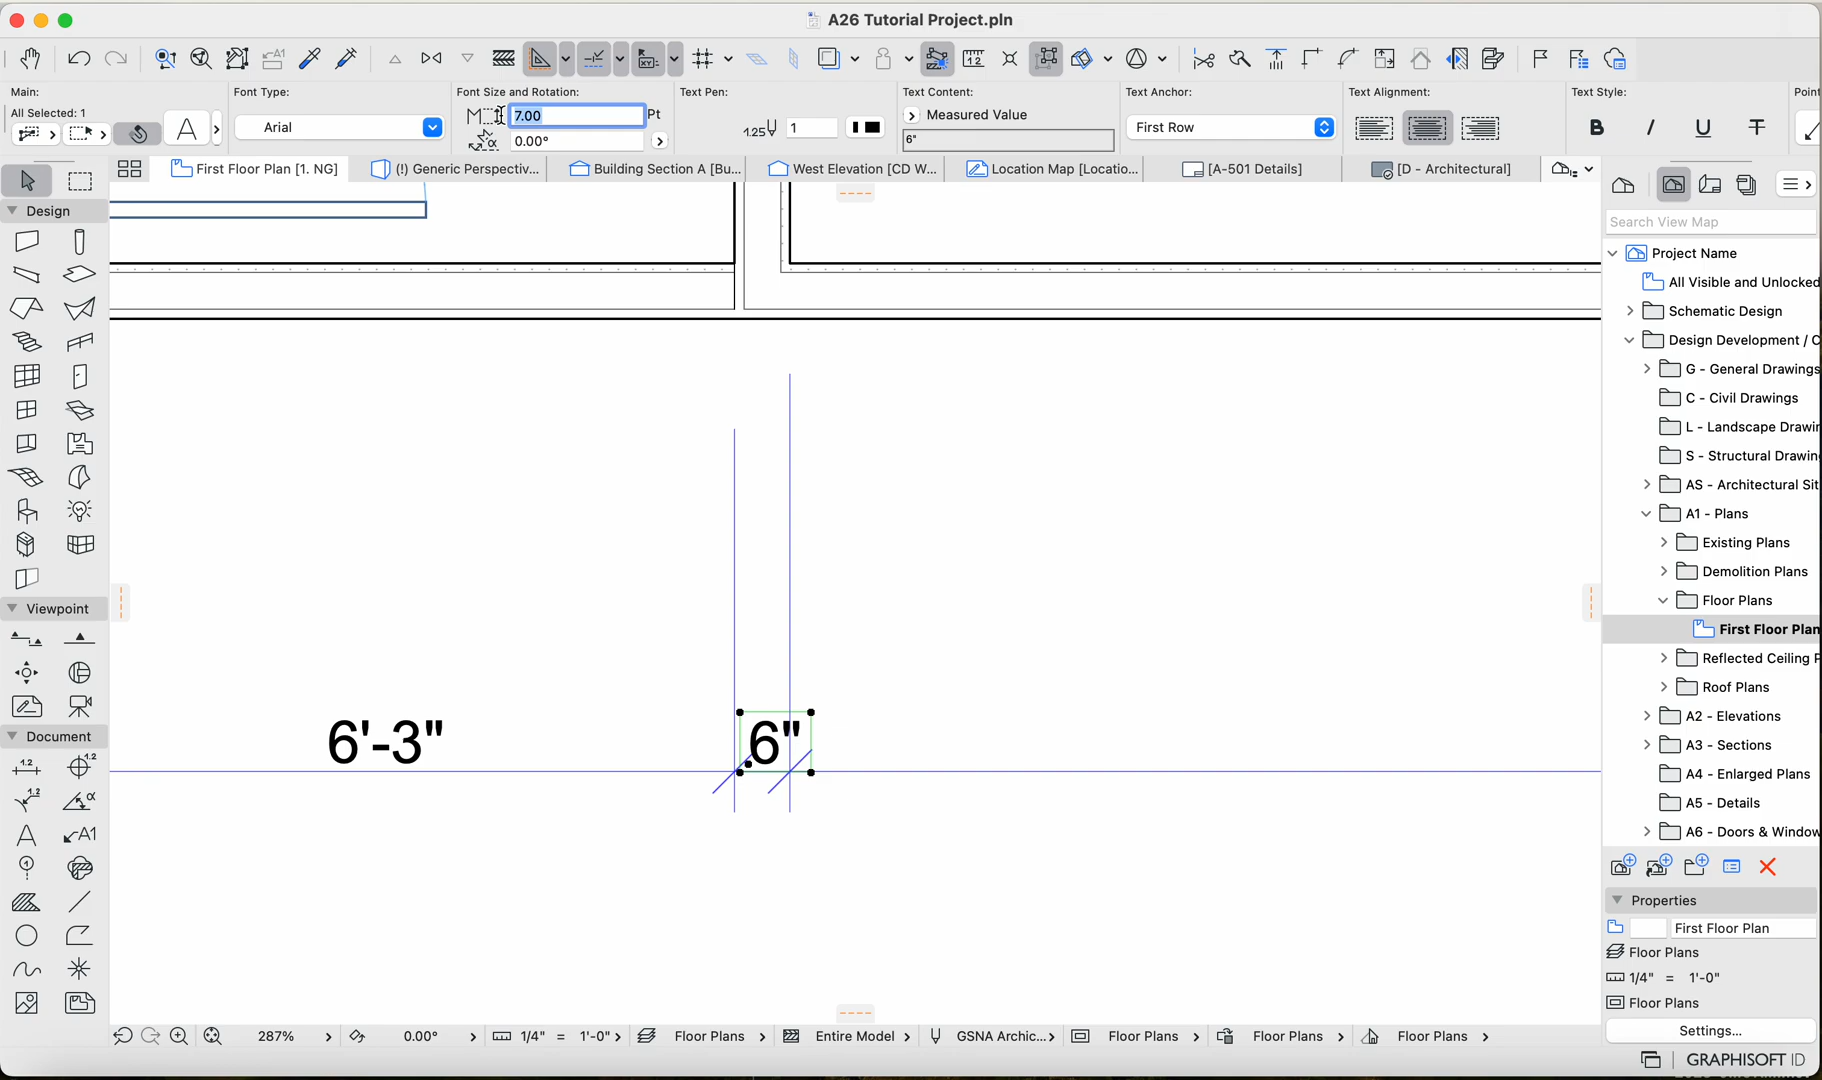 A26 Tutorial Project.pln
Main:
All Selected: 1
Font Type:
Arial
Font Size and Rotation:
7.00
Pt
0.00°
Text Pen:
1.25
1
Text Content:
Measured Value
6"
Text Anchor:
First Row
Text Alignment:
Text Style:
B I U T
Point
First Floor Plan [1. NG]
(!) Generic Perspectiv...
Building Section A [Bu...
West Elevation [CD W...
Location Map [Locatio...
[A-501 Details]
[D - Architectural]
Design
Viewpoint
Document
6'-3"
6"
Search View Map
Project Name
All Visible and Unlocked
Schematic Design
Design Development / C
G - General Drawings
C - Civil Drawings
L - Landscape Drawin
S - Structural Drawin
AS - Architectural Sit
A1 - Plans
Existing Plans
Demolition Plans
Floor Plans
First Floor Plan
Reflected Ceiling P
Roof Plans
A2 - Elevations
A3 - Sections
A4 - Enlarged Plans
A5 - Details
A6 - Doors & Window
Properties
First Floor Plan
Floor Plans
1/4" = 1'-0"
Floor Plans
Settings...
287%
0.00°
1/4" = 1'-0"
Floor Plans
Entire Model
GSNA Archic...
Floor Plans
Floor Plans
Floor Plans
GRAPHISOFT ID